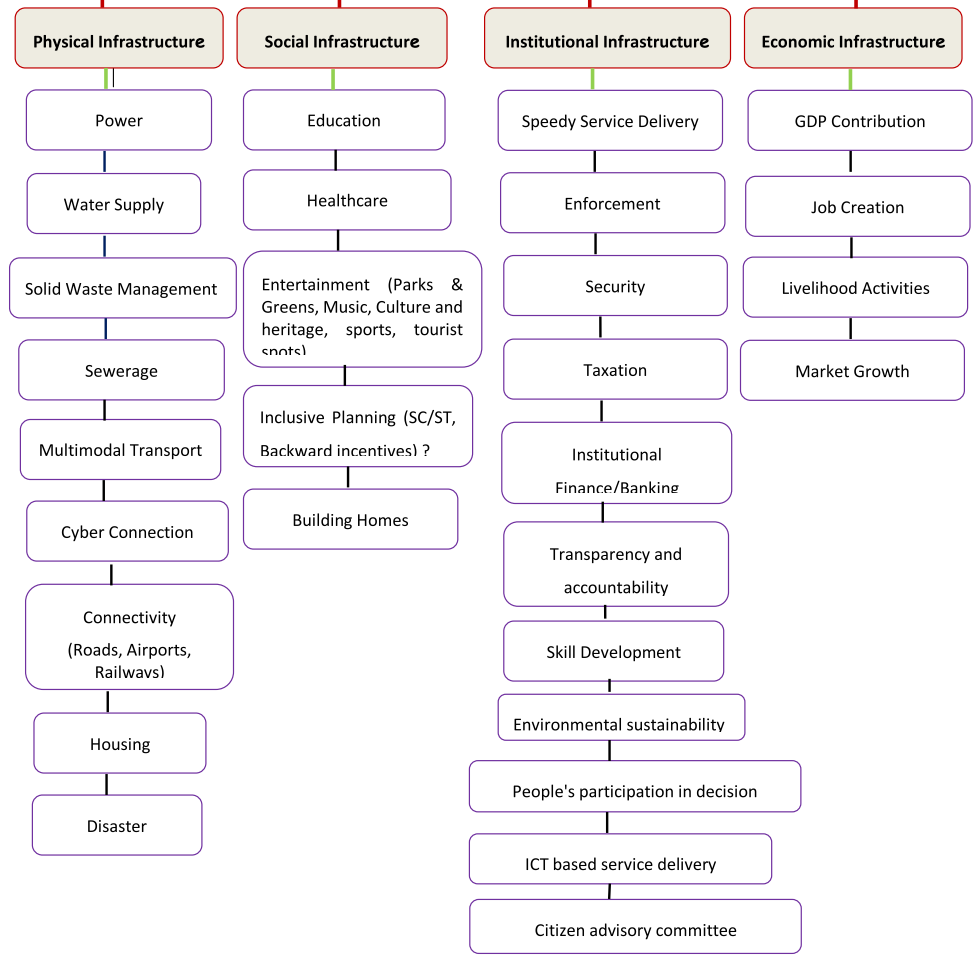 Physical Infrastructure
Power
Water Supply
Solid Waste Management
Sewerage
Multimodal Transport
Cyber Connection
Connectivity
(Roads, Airports,
Railways)
Housing
Disaster
Social Infrastructure
Education
Healthcare
Entertainment (Parks &
Greens, Music, Culture and
heritage, sports, tourist
spots)
Inclusive Planning (SC/ST,
Backward incentives) ?
Building Homes
Institutional Infrastructure
Speedy Service Delivery
Enforcement
Security
Taxation
Institutional
Finance/Banking
Transparency and
accountability
Skill Development
Environmental sustainability
People's participation in decision
ICT based service delivery
Citizen advisory committee
Economic Infrastructure
GDP Contribution
Job Creation
Livelihood Activities
Market Growth